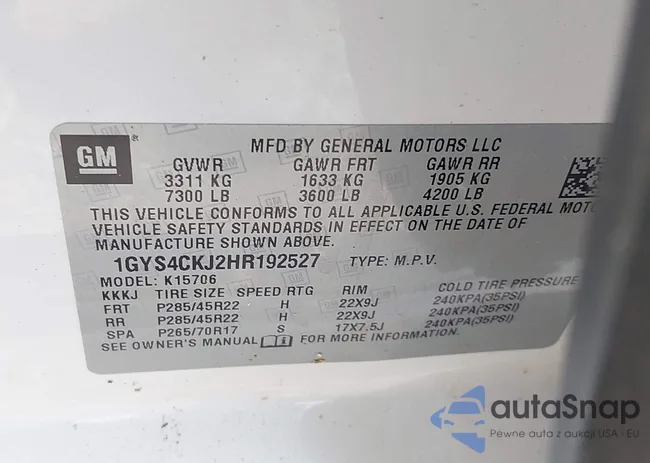 GM
MFD BY GENERAL MOTORS LLC
GVWR GAWR FRT GAWR RR
3311 KG 1633 KG 1905 KG
7300 LB 3600 LB 4200 LB
THIS VEHICLE CONFORMS TO ALL APPLICABLE U.S. FEDERAL MOTO
VEHICLE SAFETY STANDARDS IN EFFECT ON THE DATE OF
MANUFACTURE SHOWN ABOVE.
1GYS4CKJ2HR192527 TYPE: M.P.V.
MODEL: K15706
KKKJ TIRE SIZE SPEED RTG RIM COLD TIRE PRESSURE
FRT P285/45R22 H 22X9J 240KPA(35PSI)
RR P285/45R22 H 22X9J 240KPA(35PSI)
SPA P265/70R17 S 17X7.5J 240KPA(35PSI)
SEE OWNER'S MANUAL FOR MORE INFORMATION.
autaSnap
Pewne auta z aukcji USA - EU